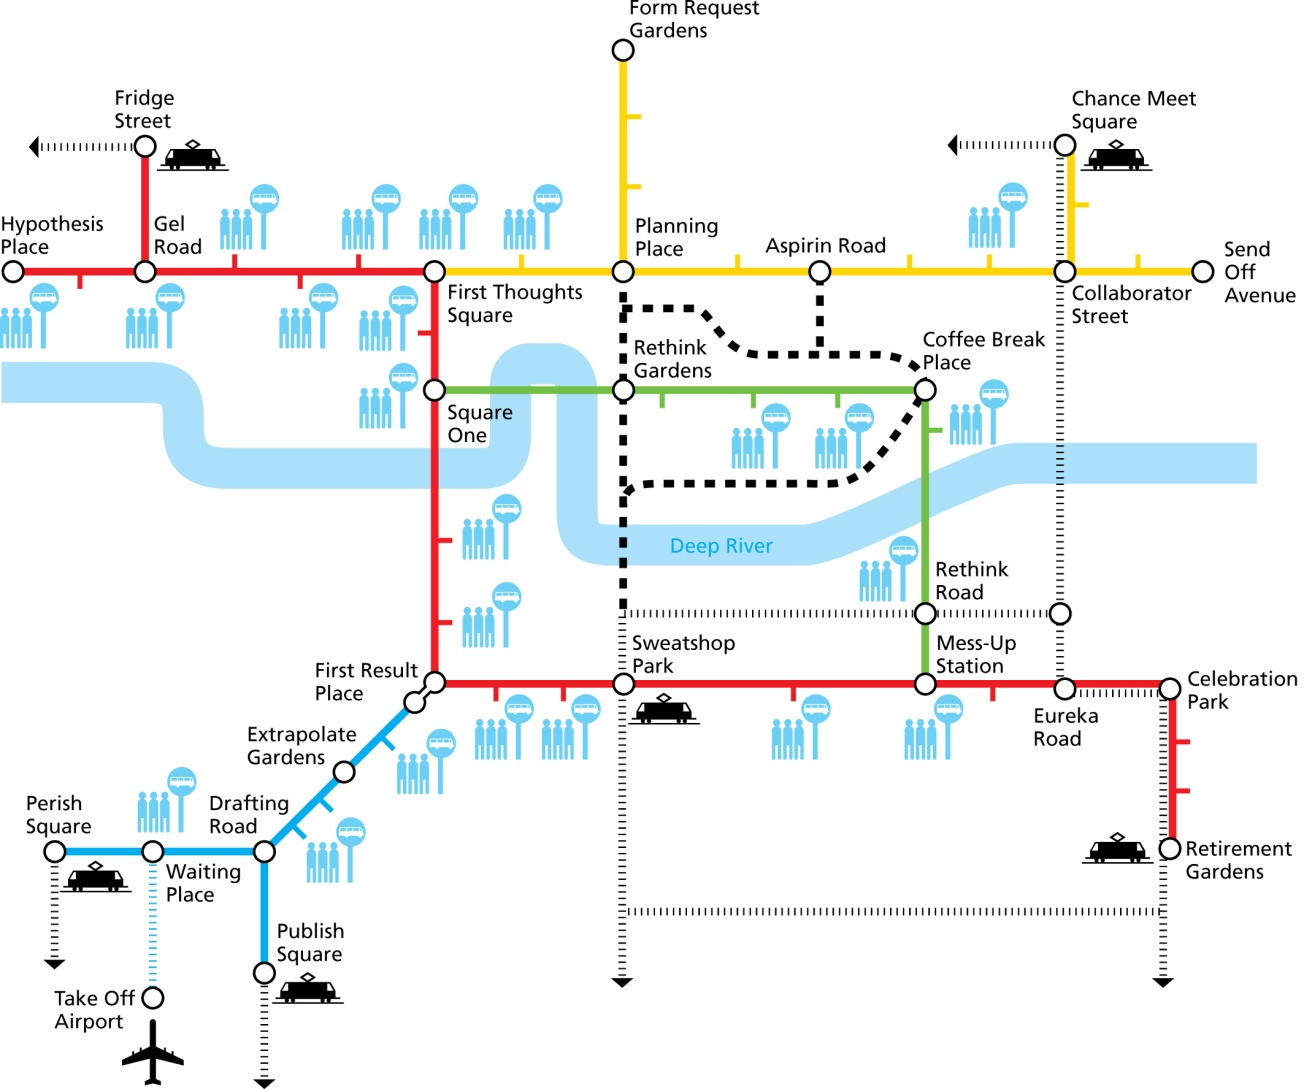 Form Request
Gardens
Fridge
Street
Chance Meet
Square
Hypothesis
Place
Gel
Road
Planning
Place
Aspirin Road
Send
Off
Avenue
First Thoughts
Square
Collaborator
Street
Rethink
Gardens
Coffee Break
Place
Square
One
Deep River
Rethink
Road
Sweatshop
Park
Mess-Up
Station
First Result
Place
Celebration
Park
Eureka
Road
Extrapolate
Gardens
Perish
Square
Drafting
Road
Waiting
Place
Retirement
Gardens
Publish
Square
Take Off
Airport